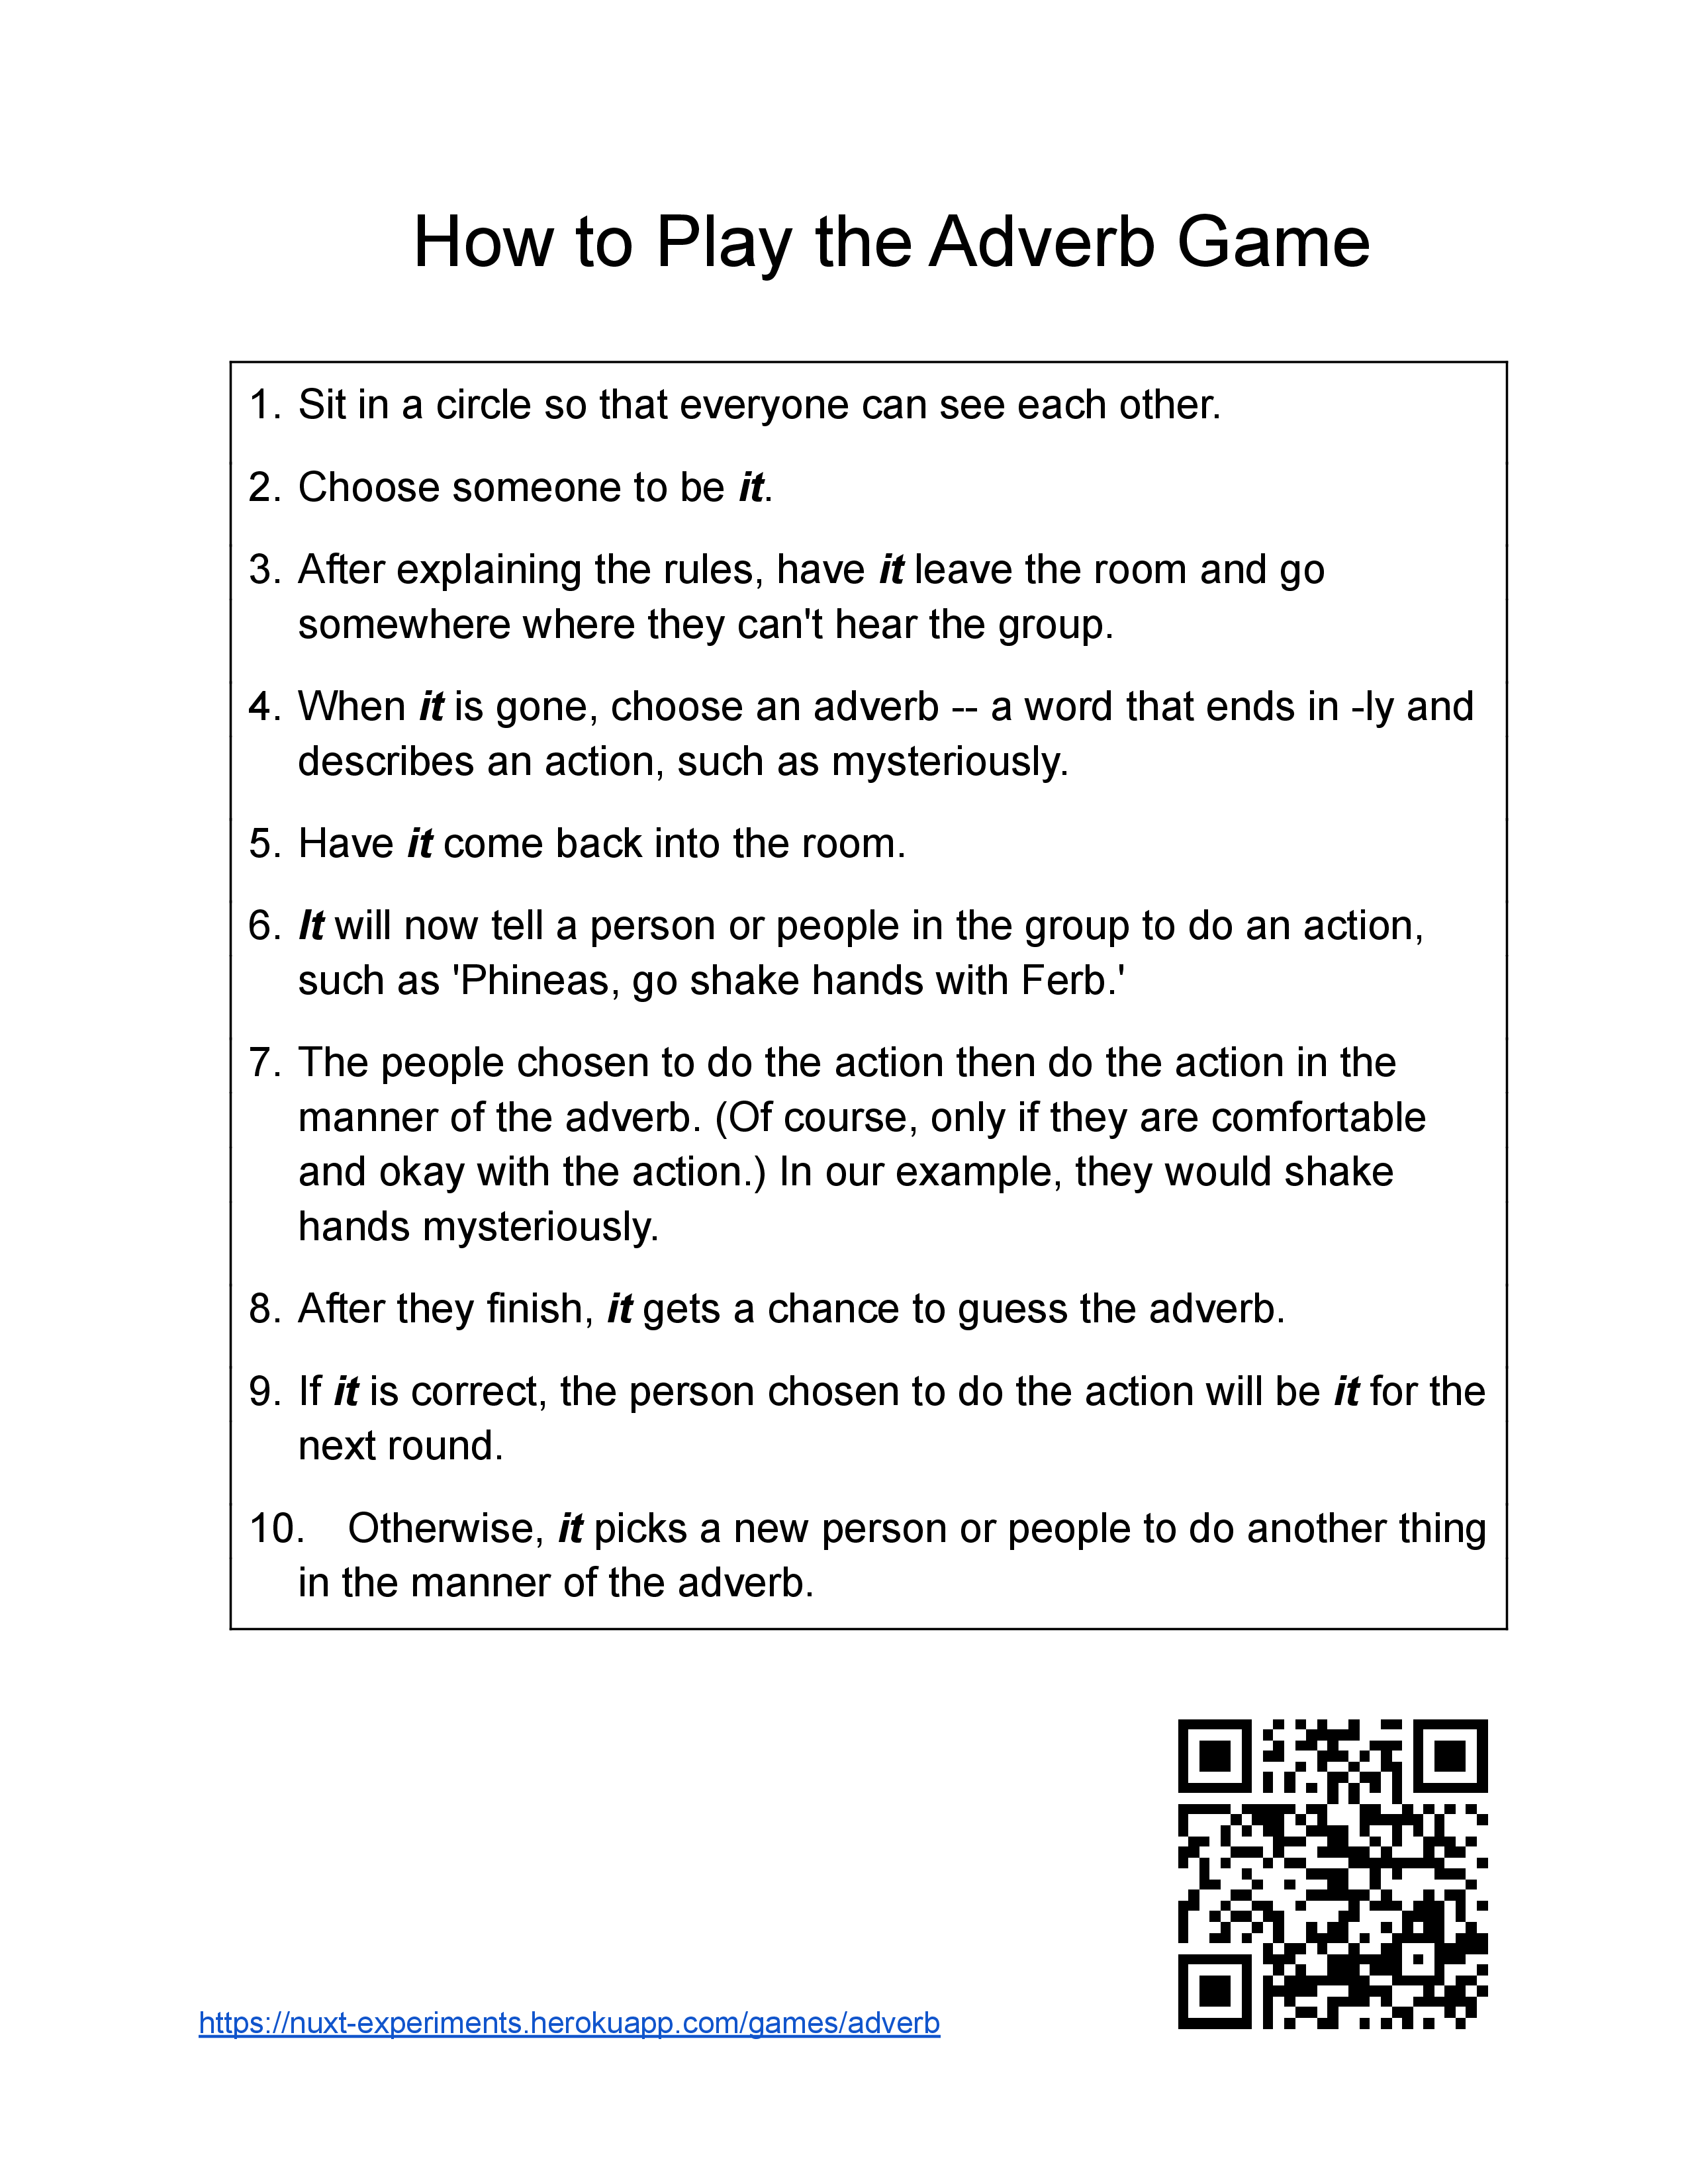 How to Play the Adverb Game
1. Sit in a circle so that everyone can see each other.
2. Choose someone to be it.
3. After explaining the rules, have it leave the room and go
somewhere where they can't hear the group.
4. When it is gone, choose an adverb -- a word that ends in -ly and
describes an action, such as mysteriously.
5. Have it come back into the room.
6. It will now tell a person or people in the group to do an action,
such as 'Phineas, go shake hands with Ferb.'
7. The people chosen to do the action then do the action in the
manner of the adverb. (Of course, only if they are comfortable
and okay with the action.) In our example, they would shake
hands mysteriously.
8. After they finish, it gets a chance to guess the adverb.
9. If it is correct, the person chosen to do the action will be it for the
next round.
10. Otherwise, it picks a new person or people to do another thing
in the manner of the adverb.
https://nuxt-experiments.herokuapp.com/games/adverb